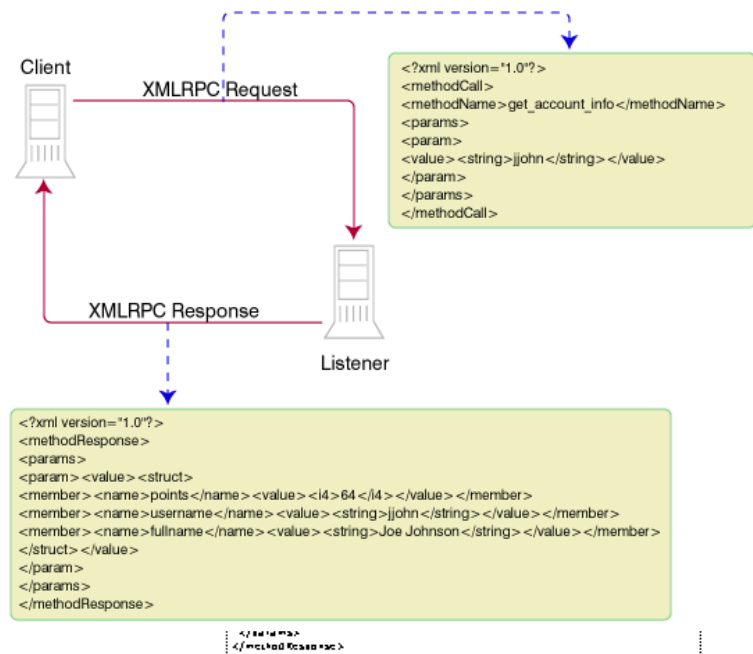 Client
XMLRPC Request
<?xml version="1.0"?>
<methodCall>
<methodName>get_account_info</methodName>
<params>
<param>
<value><string>jjohn</string></value>
</param>
</params>
</methodCall>
XMLRPC Response
Listener
<?xml version="1.0"?>
<methodResponse>
<params>
<param><value><struct>
<member><name>points</name><value><i4>64</i4></value></member>
<member><name>username</name><value><string>jjohn</string></value></member>
<member><name>fullname</name><value><string>Joe Johnson</string></value></member>
</struct></value>
</param>
</params>
</methodResponse>
</params>
</methodResponse>